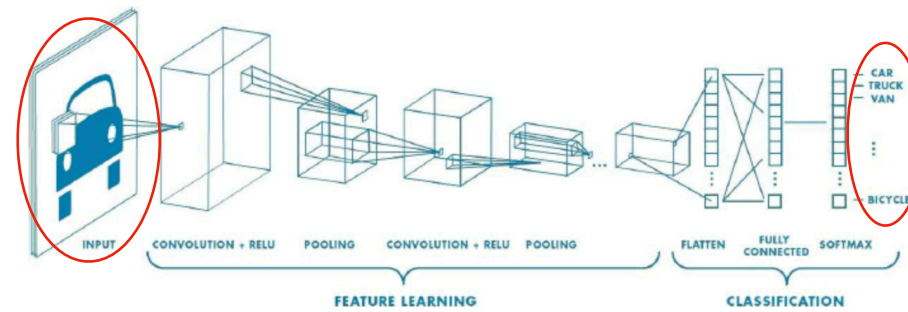 CAR
TRUCK
VAN
BICYCLE
INPUT
CONVOLUTION + RELU
POOLING
CONVOLUTION + RELU
POOLING
FLATTEN
FULLY
CONNECTED
SOFTMAX
FEATURE LEARNING
CLASSIFICATION